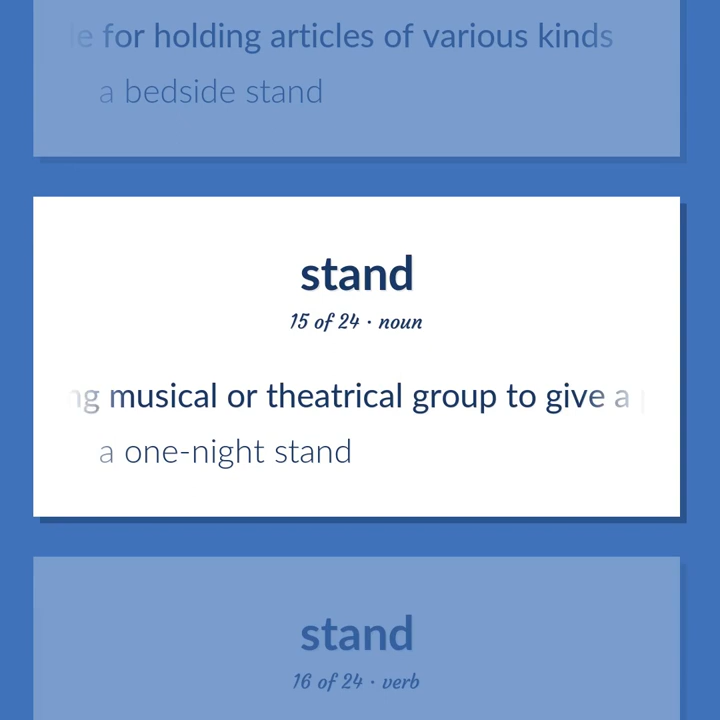 for holding articles of various kinds
a bedside stand
stand
15 of 24 · noun
musical or theatrical group to give a
a one-night stand
stand
16 of 24 · verb